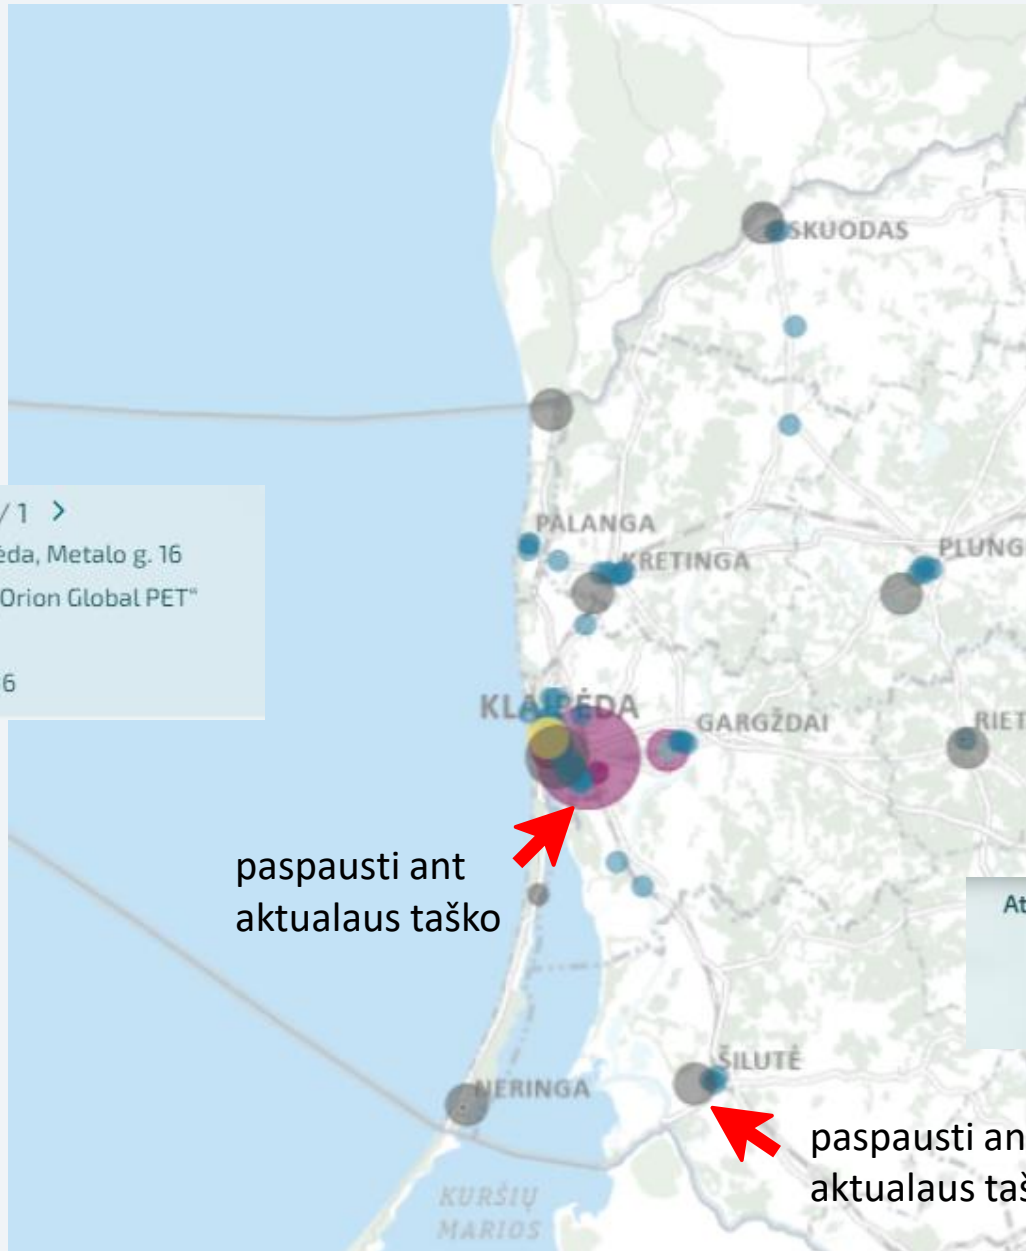 SKUODAS
PALANGA
KRETINGA
PLUNG
/ 1 >
ėda, Metalo g. 16
Orion Global PET“
6
KLAIPĖDA
GARGŽDAI
RIET
paspausti ant
aktualaus taško
At
ŠILUTĖ
NERINGA
paspausti an
aktualaus taš
KURŠIŲ
MARIOS